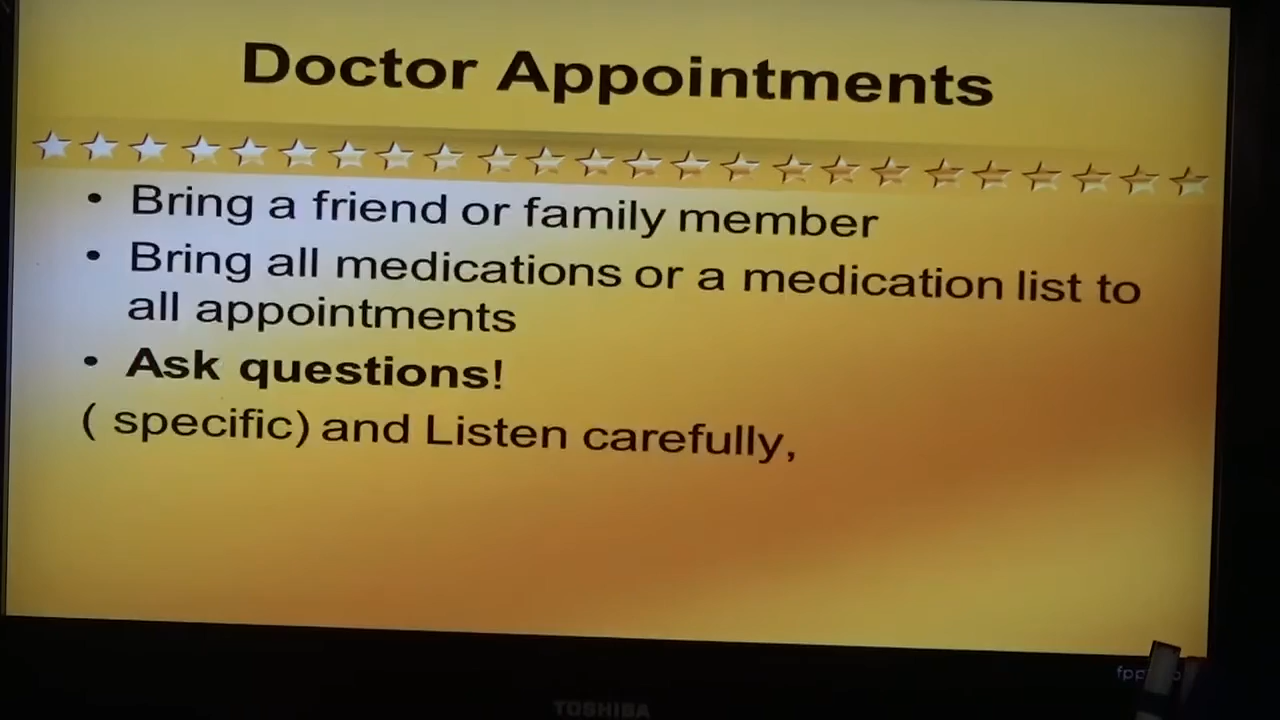 Doctor Appointments
• Bring a friend or family member
• Bring all medications or a medication list to
all appointments
• Ask questions!
( specific) and Listen carefully,
TOSHIBA